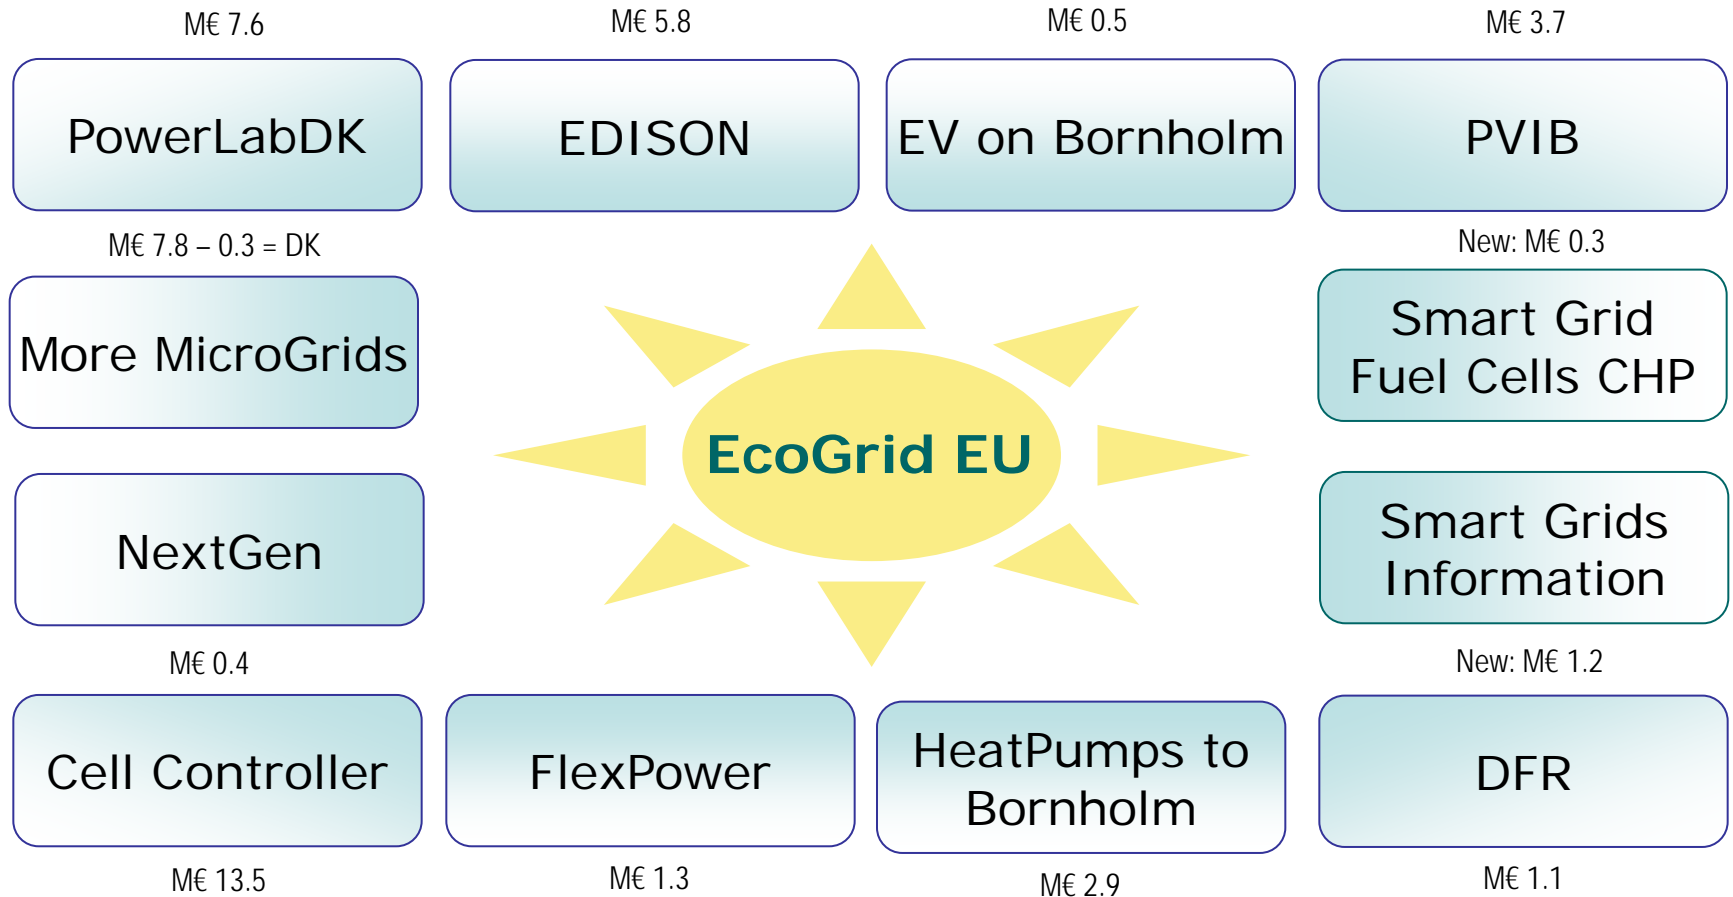 M€ 7.6
M€ 5.8
M€ 0.5
M€ 3.7
PowerLabDK
EDISON
EV on Bornholm
PVIB
M€ 7.8 – 0.3 = DK
New: M€ 0.3
More MicroGrids
Smart Grid
Fuel Cells CHP
EcoGrid EU
NextGen
Smart Grids
Information
M€ 0.4
New: M€ 1.2
Cell Controller
FlexPower
HeatPumps to
Bornholm
DFR
M€ 13.5
M€ 1.3
M€ 2.9
M€ 1.1